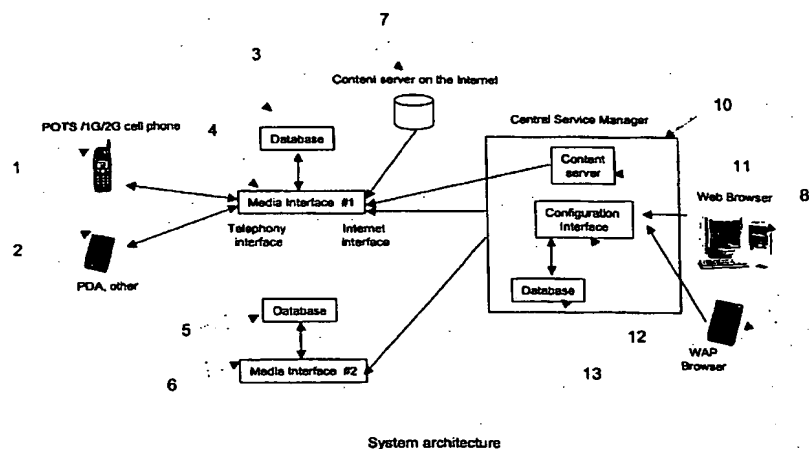 7
3
Content server on the Internet
10
Central Service Manager
POTS /1G/2G cell phone
4
Database
1
Content
server
11
Web Browser
8
Media Interface #1
Configuration
Interface
Telephony
interface
Internet
interface
2
PDA, other
Database
5
Database
12
WAP
Browser
6
Media Interface #2
13
System architecture